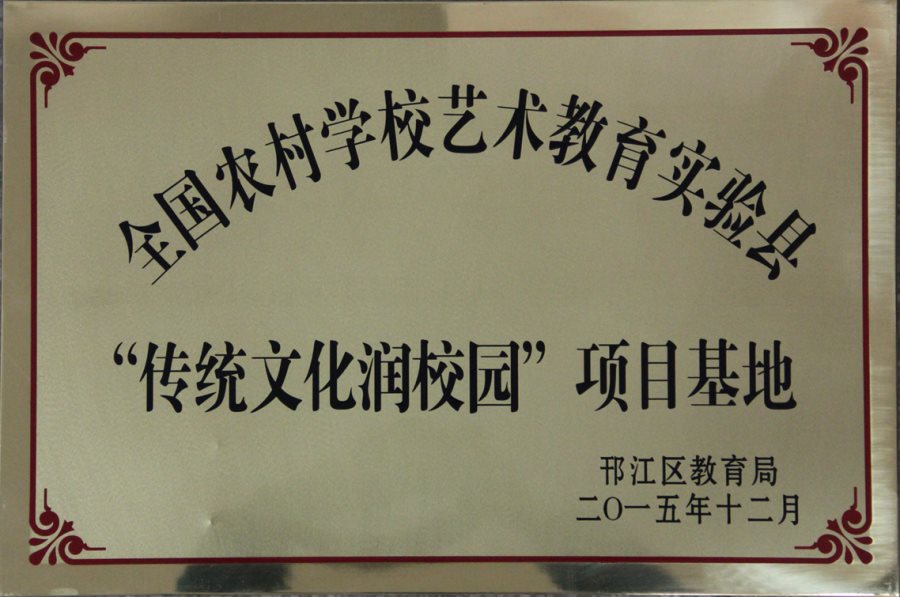 全国农村学校艺术教育实验县
“传统文化润校园”项目基地
邗江区教育局
二〇一五年十二月